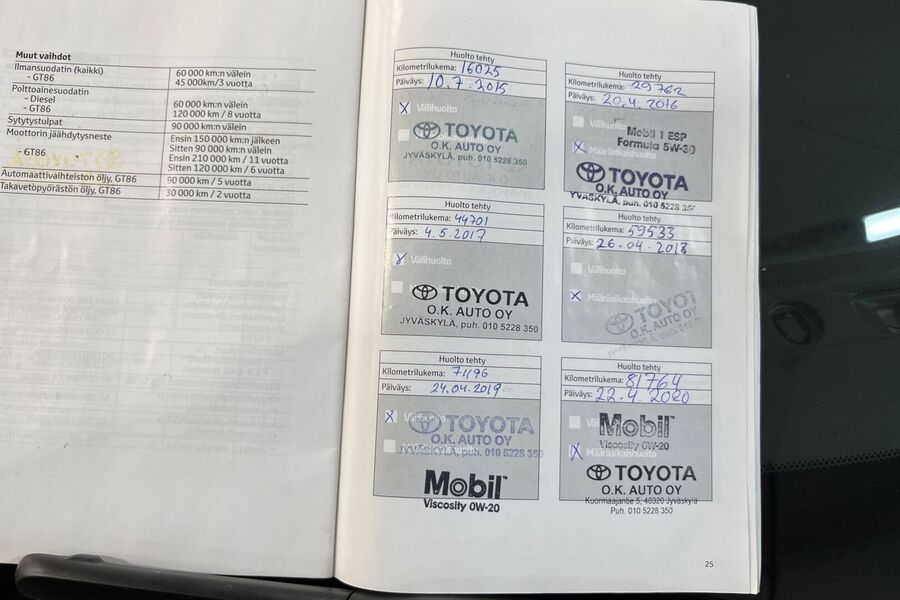 Muut vaihdot
Ilmansuodatin (kaikki) 60 000 km:n välein
- GT86 45 000km/3 vuotta
Polttoainesuodatin
- Diesel 60 000 km:n välein
- GT86 120 000 km / 8 vuotta
Sytytystulpat 90 000 km:n välein
Moottorin jäähdytysneste Ensin 150 000 km:n jälkeen
Sitten 90 000 km:n välein
- GT86 Ensin 210 000 km / 11 vuotta
Sitten 120 000 km / 6 vuotta
Automaattivaihteiston öljy, GT86 90 000 km / 5 vuotta
Takavetopyörästön öljy, GT86 30 000 km / 2 vuotta
Huolto tehty
Kilometrilukema: 16025
Päiväys: 10.7.2015
X Välihuolto
TOYOTA
O.K. AUTO OY
JYVÄSKYLÄ, puh. 010 5228 350
Huolto tehty
Kilometrilukema: 29762
Päiväys: 20.4.2016
Välihuolto
Mobil 1 ESP
Formula 5W-30
X Määräaikaishuolto
TOYOTA
O.K. AUTO OY
JYVÄSKYLÄ, puh. 010 5228 350
Huolto tehty
Kilometrilukema: 44701
Päiväys: 4.5.2017
X Välihuolto
TOYOTA
O.K. AUTO OY
JYVÄSKYLÄ, puh. 010 5228 350
Huolto tehty
Kilometrilukema: 59533
Päiväys: 26.04.2018
Välihuolto
X Määräaikaishuolto
TOYOTA
O.K. AUTO OY
Huolto tehty
Kilometrilukema: 71196
Päiväys: 24.04.2019
X Välihuolto
TOYOTA
O.K. AUTO OY
JYVÄSKYLÄ, puh. 010 5228 350
Mobil
Viscosity 0W-20
Huolto tehty
Kilometrilukema: 81764
Päiväys: 22.4.2020
Mobil
Viscosity 0W-20
X Määräaikaishuolto
TOYOTA
O.K. AUTO OY
Kuormaajantie 5, 40320 Jyväskylä
Puh. 010 5228 350
25